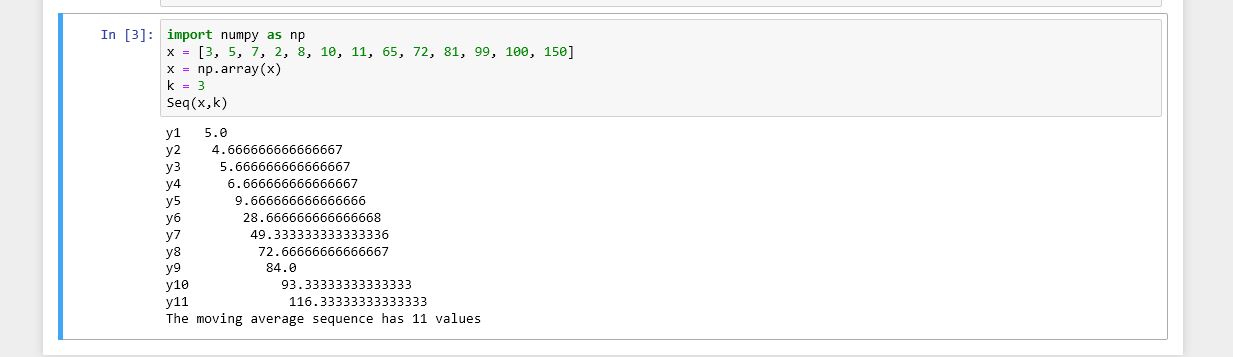 In [3]: import numpy as np
x = [3, 5, 7, 2, 8, 10, 11, 65, 72, 81, 99, 100, 150]
x = np.array(x)
k = 3
Seq(x,k)
y1   5.0
y2    4.666666666666667
y3     5.666666666666667
y4      6.666666666666667
y5       9.666666666666666
y6        28.666666666666668
y7         49.333333333333336
y8          72.66666666666667
y9           84.0
y10            93.33333333333333
y11             116.33333333333333
The moving average sequence has 11 values